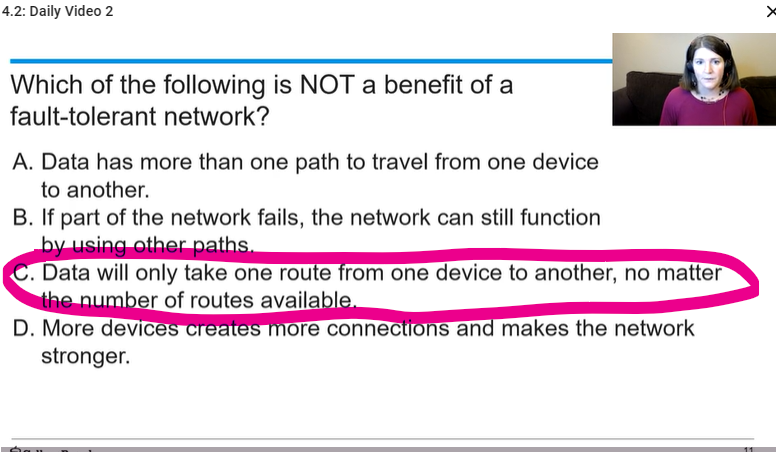 4.2: Daily Video 2
Which of the following is NOT a benefit of a
fault-tolerant network?
A. Data has more than one path to travel from one device
to another.
B. If part of the network fails, the network can still function
by using other paths.
C. Data will only take one route from one device to another, no matter
the number of routes available.
D. More devices creates more connections and makes the network
stronger.